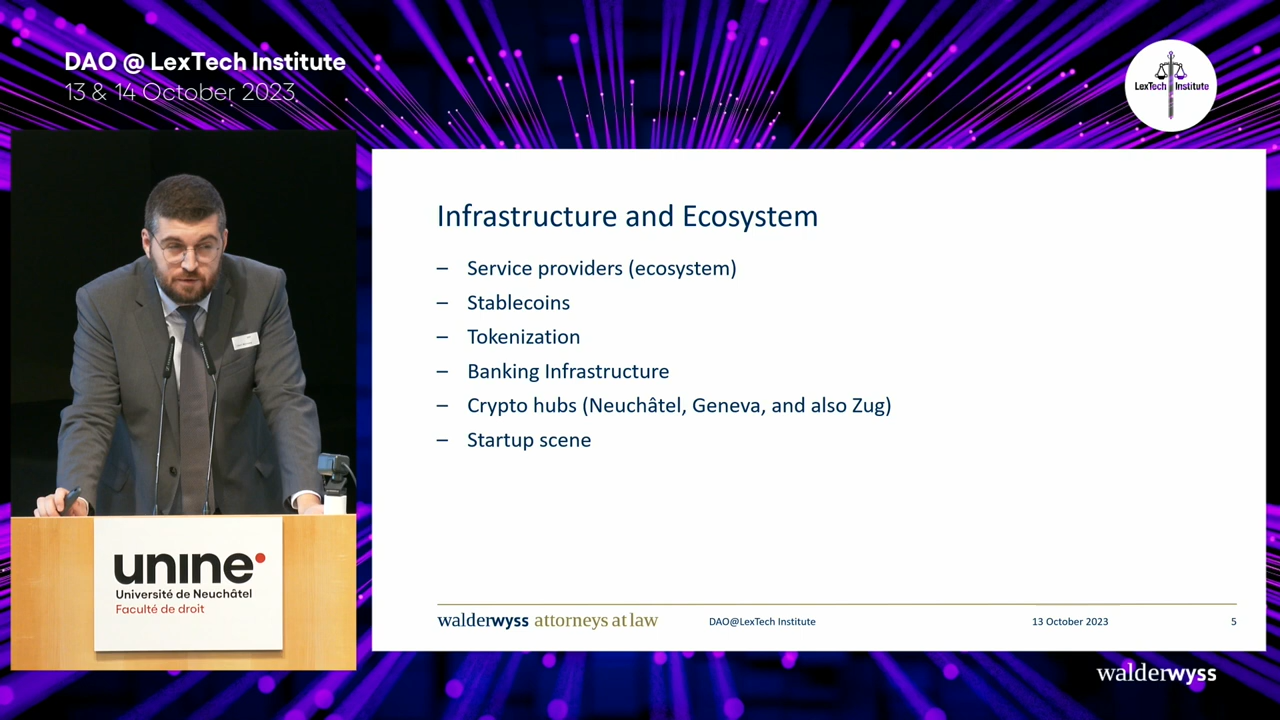 DAO @ LexTech Institute
13 & 14 October 2023
LexTech Institute
Infrastructure and Ecosystem
– Service providers (ecosystem)
– Stablecoins
– Tokenization
– Banking Infrastructure
– Crypto hubs (Neuchâtel, Geneva, and also Zug)
– Startup scene
unine
Université de Neuchâtel
Faculté de droit
walderwyss attorneys at law DAO@LexTech Institute 13 October 2023 5
walderwyss